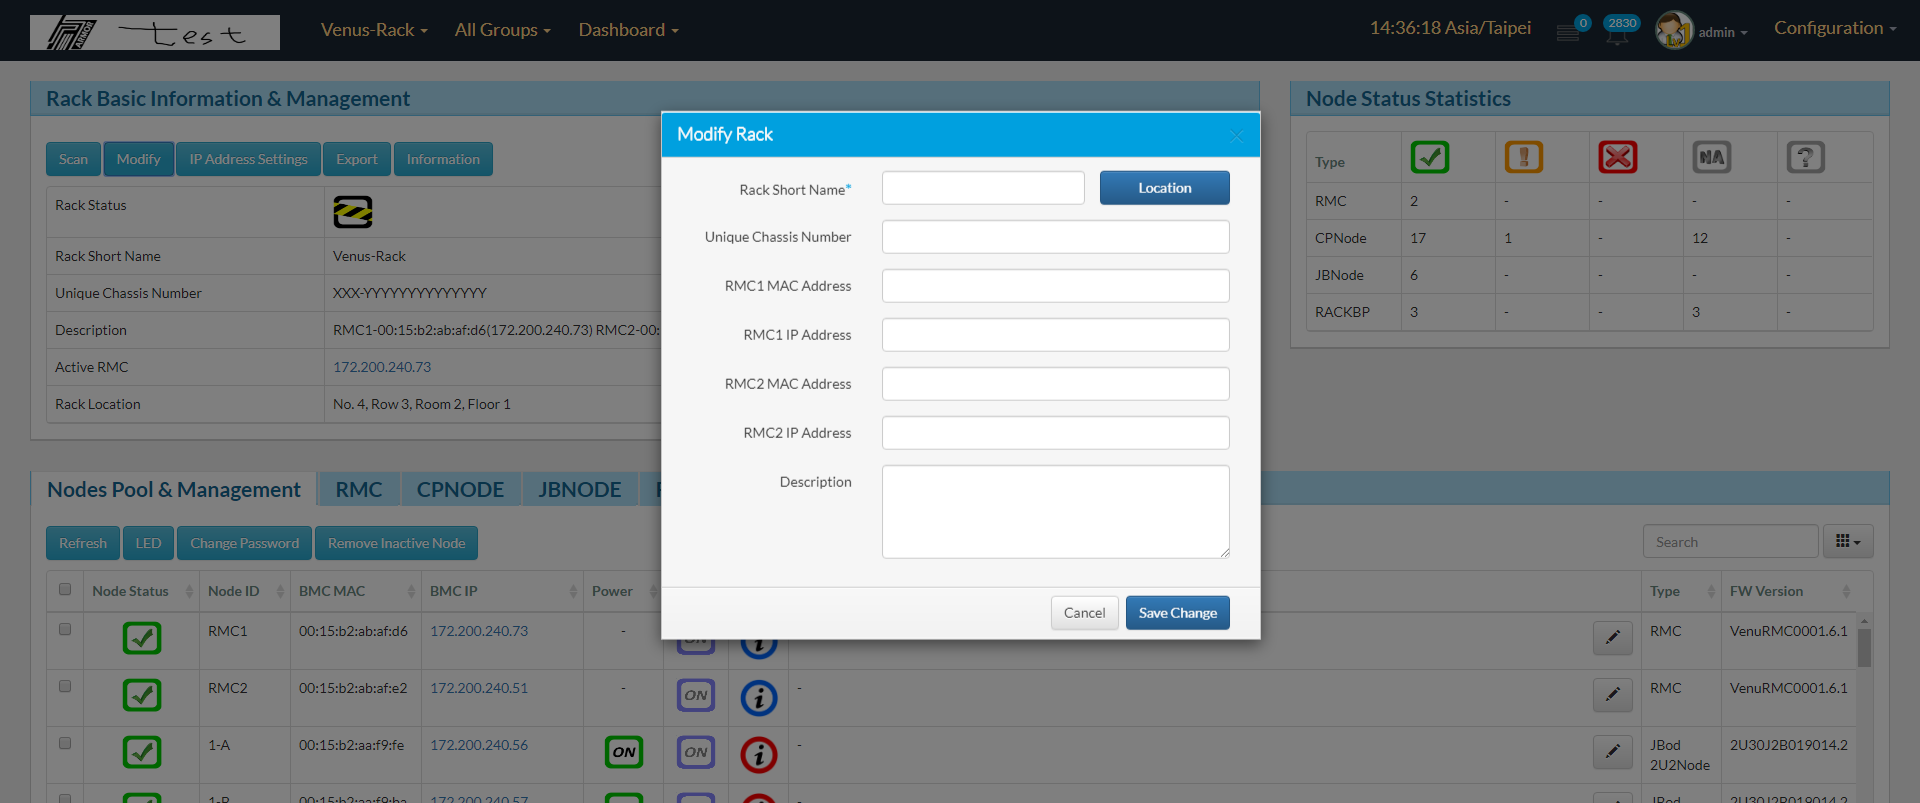 ARMOR test
Venus-Rack
All Groups
Dashboard
14:36:18 Asia/Taipei
0
2830
admin
Configuration
Rack Basic Information & Management
Scan
Modify
IP Address Settings
Export
Information
Rack Status
Rack Short Name
Venus-Rack
Unique Chassis Number
XXX-YYYYYYYYYYYYYY
Description
RMC1-00:15:b2:ab:af:d6(172.200.240.73) RMC2-00:
Active RMC
172.200.240.73
Rack Location
No. 4, Row 3, Room 2, Floor 1
Modify Rack
Rack Short Name*
Location
Unique Chassis Number
RMC1 MAC Address
RMC1 IP Address
RMC2 MAC Address
RMC2 IP Address
Description
Cancel
Save Change
Node Status Statistics
Type ! NA ?
RMC 2 - - - -
CPNode 17 1 - 12 -
JBNode 6 - - - -
RACKBP 3 - - 3 -
Nodes Pool & Management
RMC
CPNODE
JBNODE
Refresh
LED
Change Password
Remove Inactive Node
Search
Node Status Node ID BMC MAC BMC IP Power Type FW Version
RMC1 00:15:b2:ab:af:d6 172.200.240.73 - ON i RMC VenuRMC0001.6.1
RMC2 00:15:b2:ab:af:e2 172.200.240.51 - ON i - RMC VenuRMC0001.6.1
1-A 00:15:b2:aa:f9:fe 172.200.240.56 ON ON i - JBod 2U30J2B019014.2
2U2Node
1-B 00:15:b2:aa:f9:ba 172.200.240.57 JBod 2U30J2B019014.2